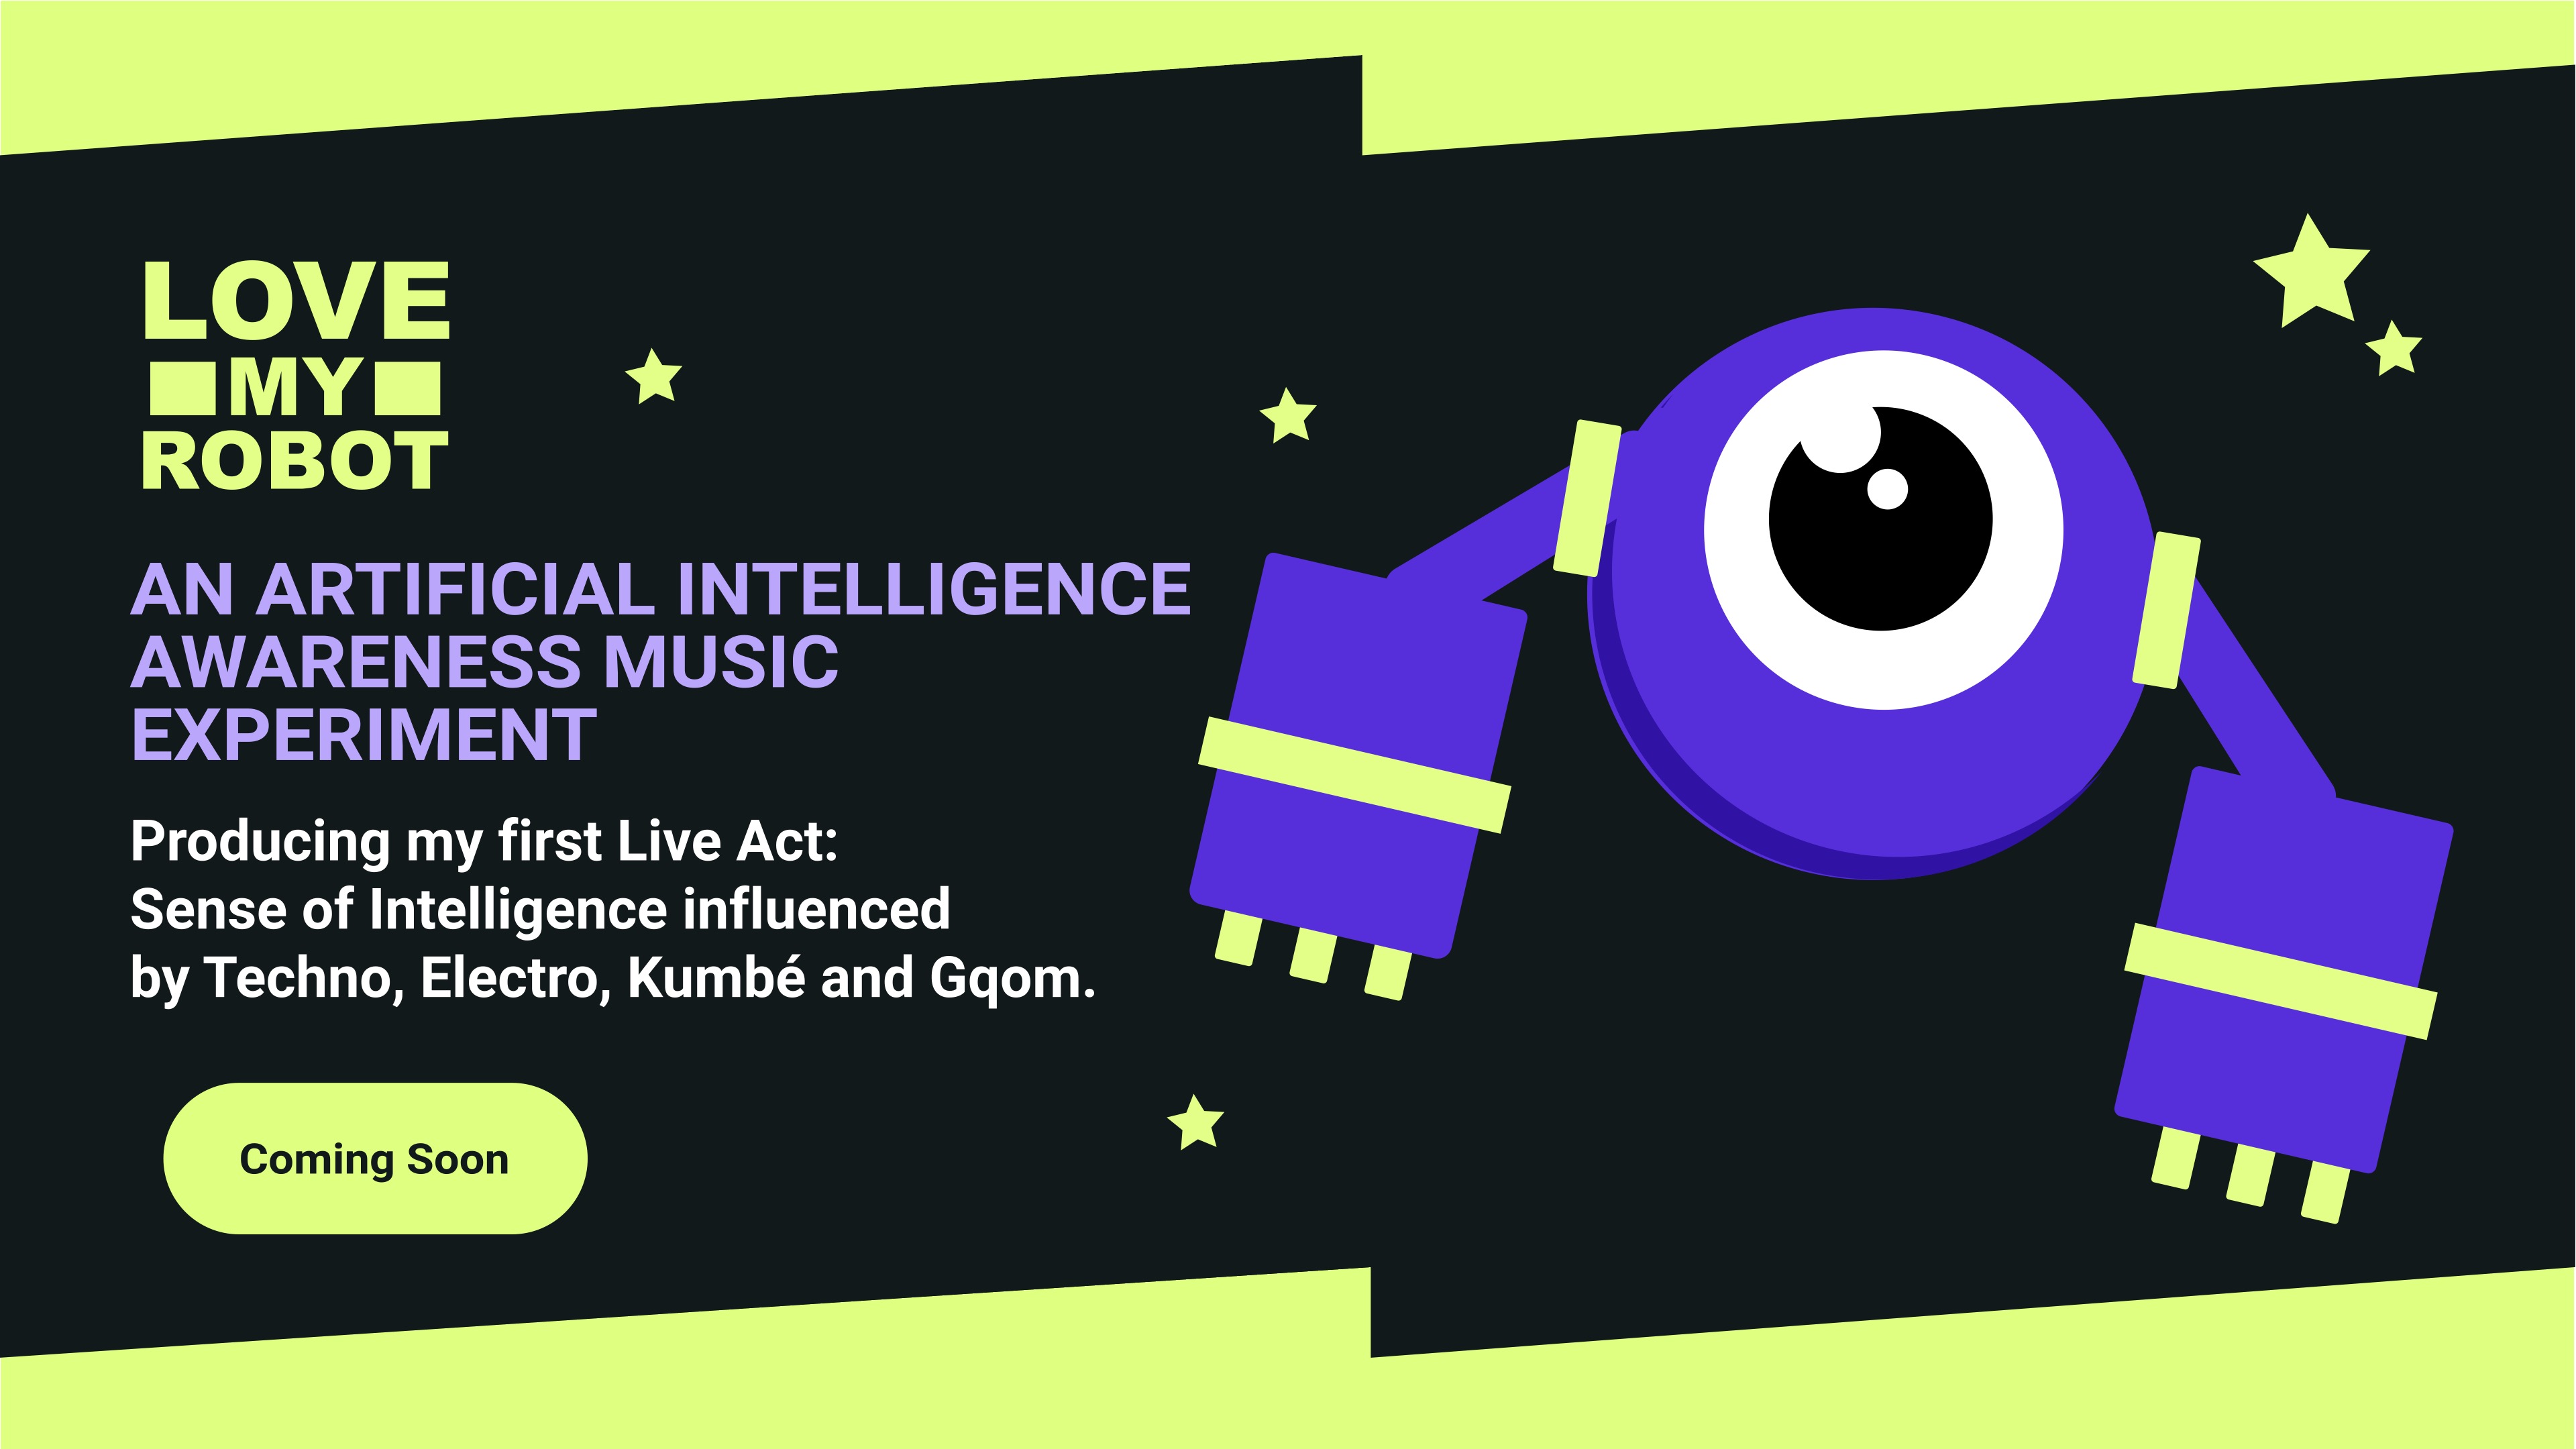 LOVE
MY
ROBOT
AN ARTIFICIAL INTELLIGENCE
AWARENESS MUSIC
EXPERIMENT
Producing my first Live Act:
Sense of Intelligence influenced
by Techno, Electro, Kumbé and Gqom.
Coming Soon